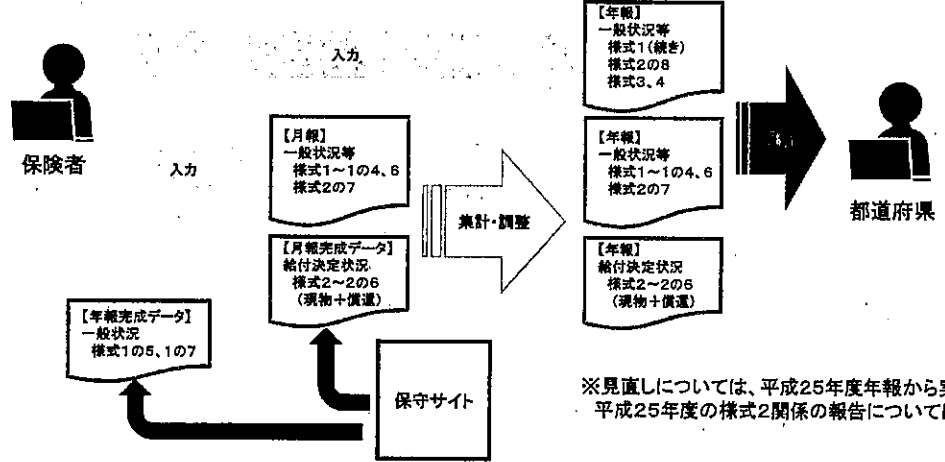 【年報】
一般状況等
様式1(続き)
様式2の8
様式3、4
入力
保険者
入力
【月報】
一般状況等
様式1～1の4、6
様式2の7
【年報】
一般状況等
様式1～1の4、6
様式2の7
都道府県
集計・調整
【月報完成データ】
給付決定状況
様式2～2の6
(現物＋償還)
【年報】
給付決定状況
様式2～2の6
(現物＋償還)
【年報完成データ】
一般状況
様式1の5、1の7
保守サイト
※見直しについては、平成25年度年報から
平成25年度の様式2関係の報告について